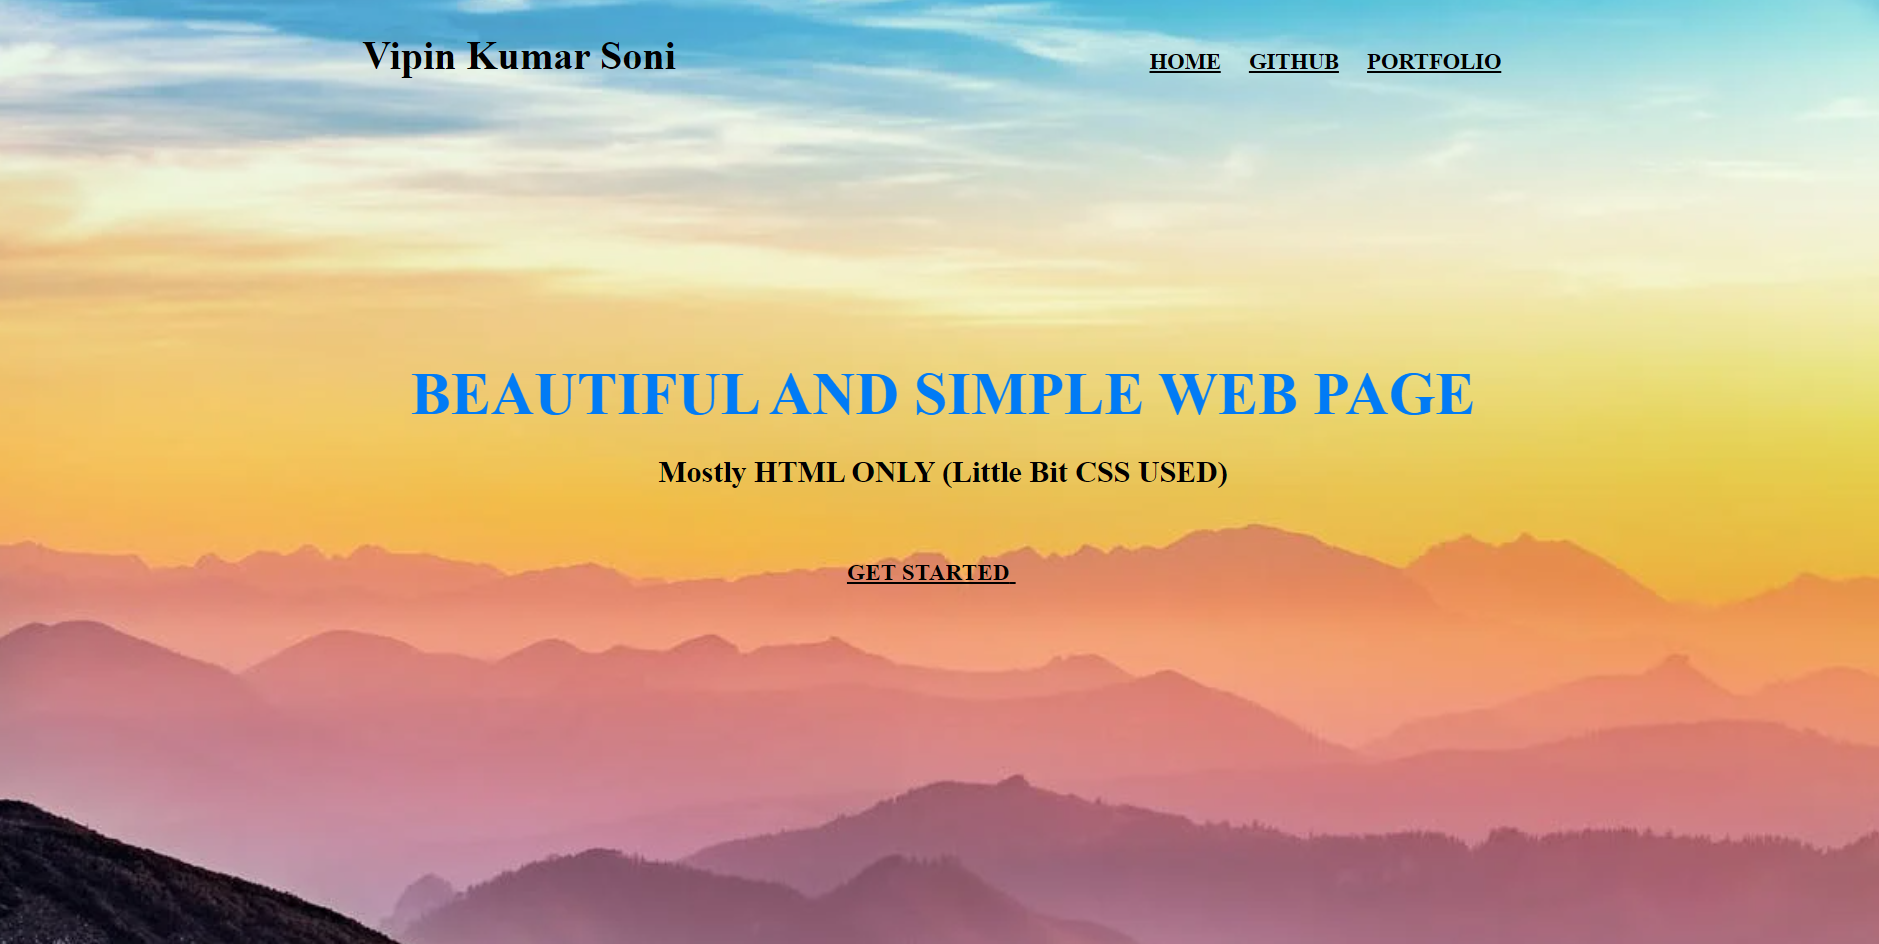 Vipin Kumar Soni
HOME GITHUB PORTFOLIO
BEAUTIFUL AND SIMPLE WEB PAGE
Mostly HTML ONLY (Little Bit CSS USED)
GET STARTED